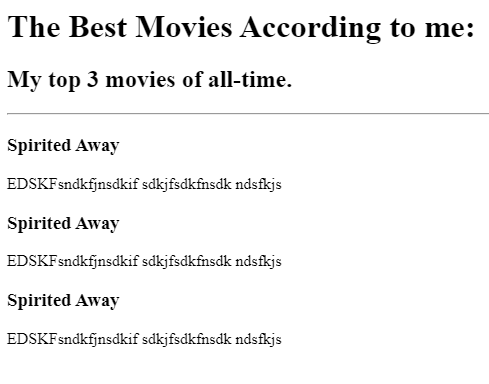 The Best Movies According to me:
My top 3 movies of all-time.
Spirited Away
EDSKFsndkfjnsdkif sdkjfsdkfnsdk ndsfkjs
Spirited Away
EDSKFsndkfjnsdkif sdkjfsdkfnsdk ndsfkjs
Spirited Away
EDSKFsndkfjnsdkif sdkjfsdkfnsdk ndsfkjs